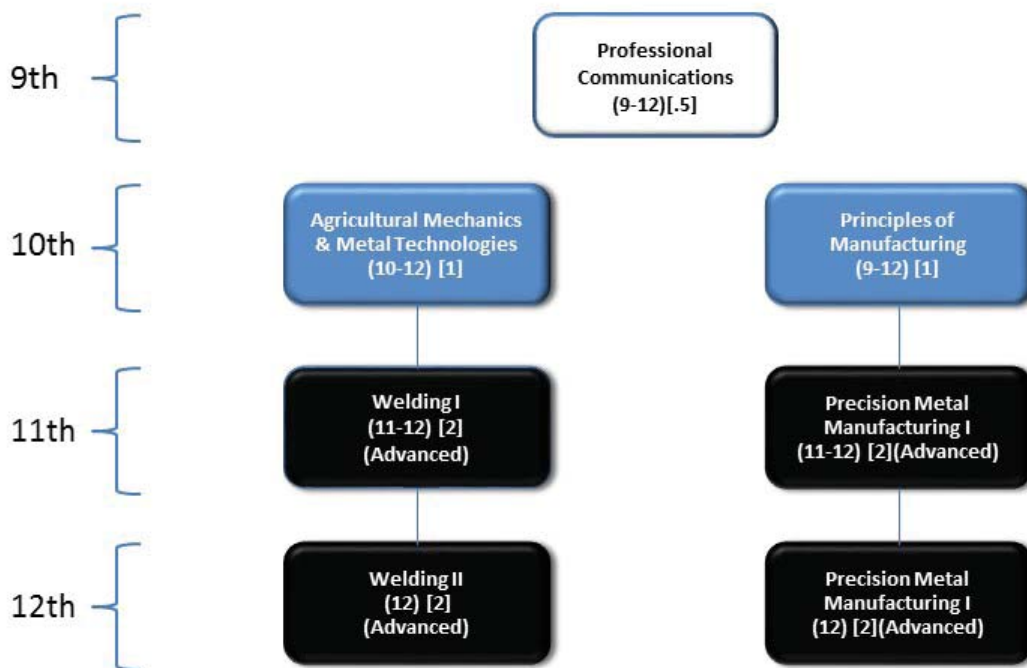 9th
Professional
Communications
(9-12)[.5]
10th
Agricultural Mechanics
& Metal Technologies
(10-12) [1]
Principles of
Manufacturing
(9-12) [1]
11th
Welding I
(11-12) [2]
(Advanced)
Precision Metal
Manufacturing I
(11-12) [2](Advanced)
12th
Welding II
(12) [2]
(Advanced)
Precision Metal
Manufacturing I
(12) [2](Advanced)